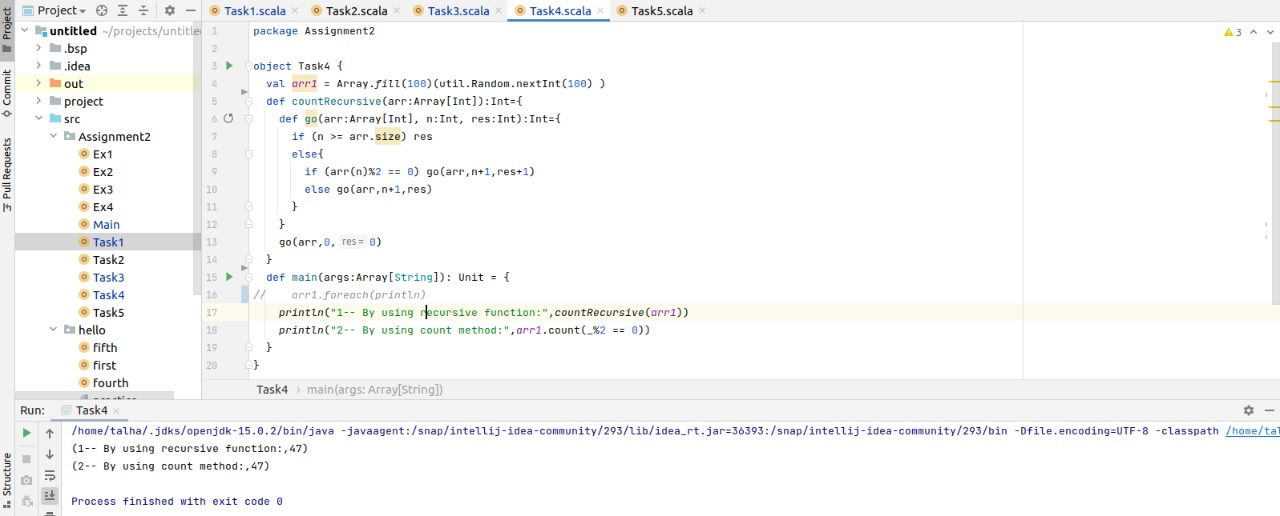 Project
Task1.scala Task2.scala Task3.scala Task4.scala Task5.scala
untitled ~/projects/untitle
.bsp
.idea
out
project
src
Assignment2
Ex1
Ex2
Ex3
Ex4
Main
Task1
Task2
Task3
Task4
Task5
hello
fifth
first
fourth
Project
Commit
Pull Requests
Structure
3
1 package Assignment2
2
3 object Task4 {
4 val arr1 = Array.fill(100)(util.Random.nextInt(100) )
5 def countRecursive(arr:Array[Int]):Int={
6 def go(arr:Array[Int], n:Int, res:Int):Int={
7 if (n >= arr.size) res
8 else{
9 if (arr(n)%2 == 0) go(arr,n+1,res+1)
10 else go(arr,n+1,res)
11 }
12 }
13 go(arr,0, res = 0)
14 }
15 def main(args:Array[String]): Unit = {
16 // arr1.foreach(println)
17 println("1-- By using recursive function:",countRecursive(arr1))
18 println("2-- By using count method:",arr1.count(_%2 == 0))
19 }
20 }
Task4 › main(args: Array[String])
Run: Task4
/home/talha/.jdks/openjdk-15.0.2/bin/java -javaagent:/snap/intellij-idea-community/293/lib/idea_rt.jar=36393:/snap/intellij-idea-community/293/bin -Dfile.encoding=UTF-8 -classpath /home/tal
(1-- By using recursive function:,47)
(2-- By using count method:,47)
Process finished with exit code 0